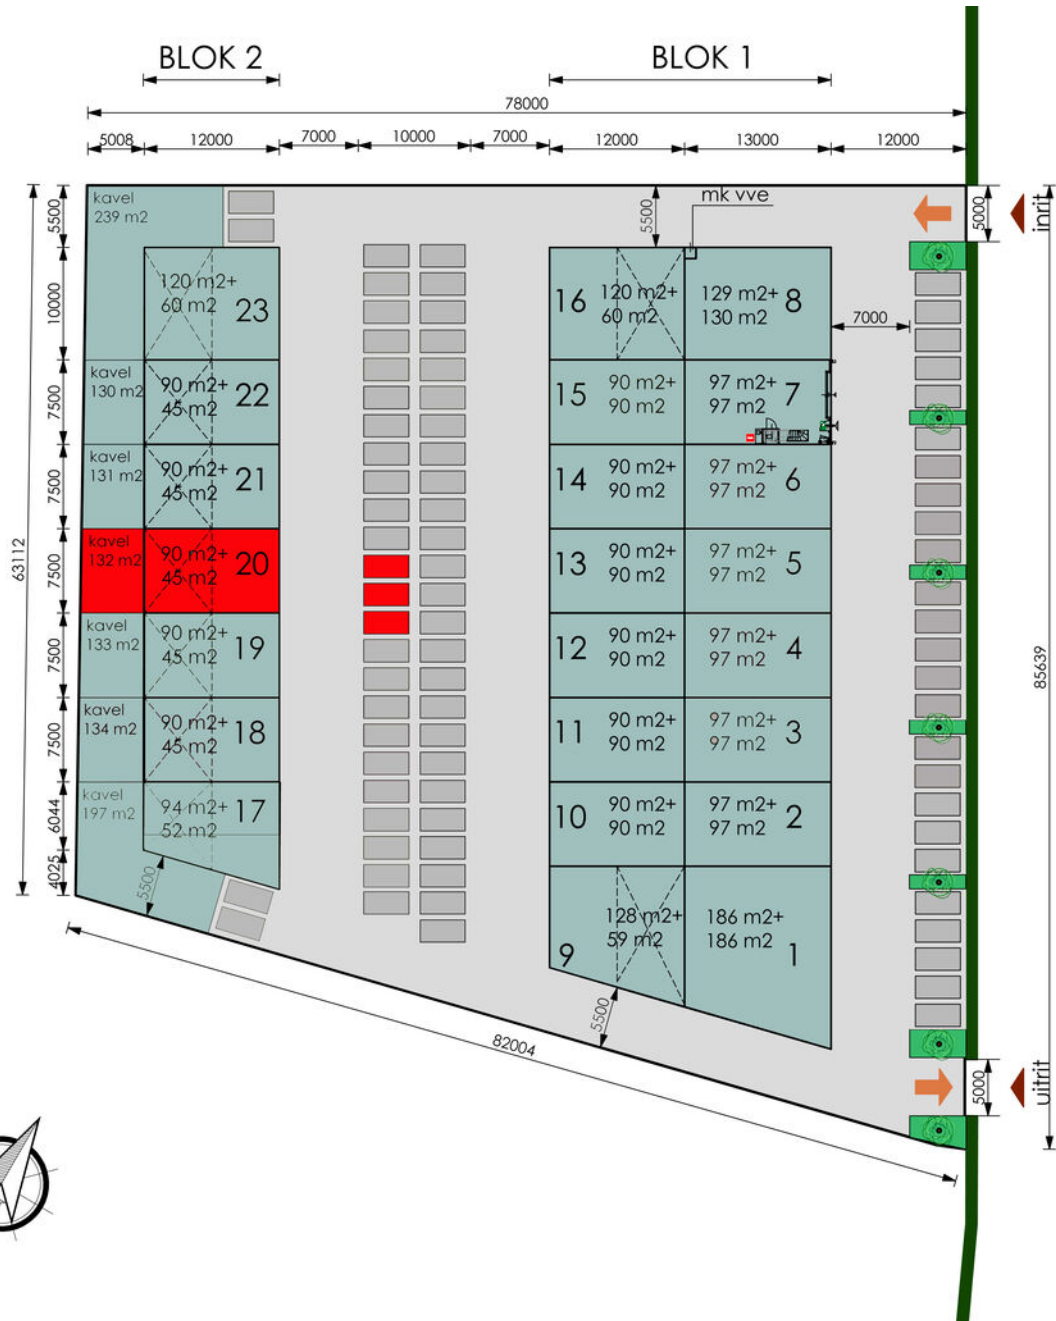 BLOK 2
BLOK 1
78000
5008
12000
7000
10000
7000
12000
13000
12000
kavel
239 m2
mk vve
5500
5500
5000
inrit
120 m2+
60 m2
23
16
120 m2+
60 m2
129 m2+
130 m2
8
10000
7000
kavel
130 m2
90 m2+
45 m2
22
15
90 m2+
90 m2
97 m2+
97 m2
7
7500
kavel
131 m2
90 m2+
45 m2
21
14
90 m2+
90 m2
97 m2+
97 m2
6
7500
kavel
132 m2
90 m2+
45 m2
20
13
90 m2+
90 m2
97 m2+
97 m2
5
7500
63112
kavel
133 m2
90 m2+
45 m2
19
12
90 m2+
90 m2
97 m2+
97 m2
4
7500
85639
kavel
134 m2
90 m2+
45 m2
18
11
90 m2+
90 m2
97 m2+
97 m2
3
7500
kavel
197 m2
94 m2+
52 m2
17
10
90 m2+
90 m2
97 m2+
97 m2
2
6044
4025
5500
128 m2+
59 m2
9
186 m2+
186 m2
1
5500
82004
5000
uitrit